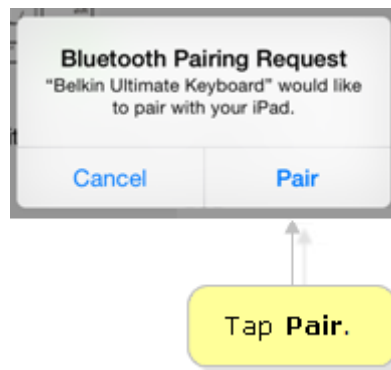 Bluetooth Pairing Request
“Belkin Ultimate Keyboard” would like
to pair with your iPad.
Cancel
Pair
Tap Pair.